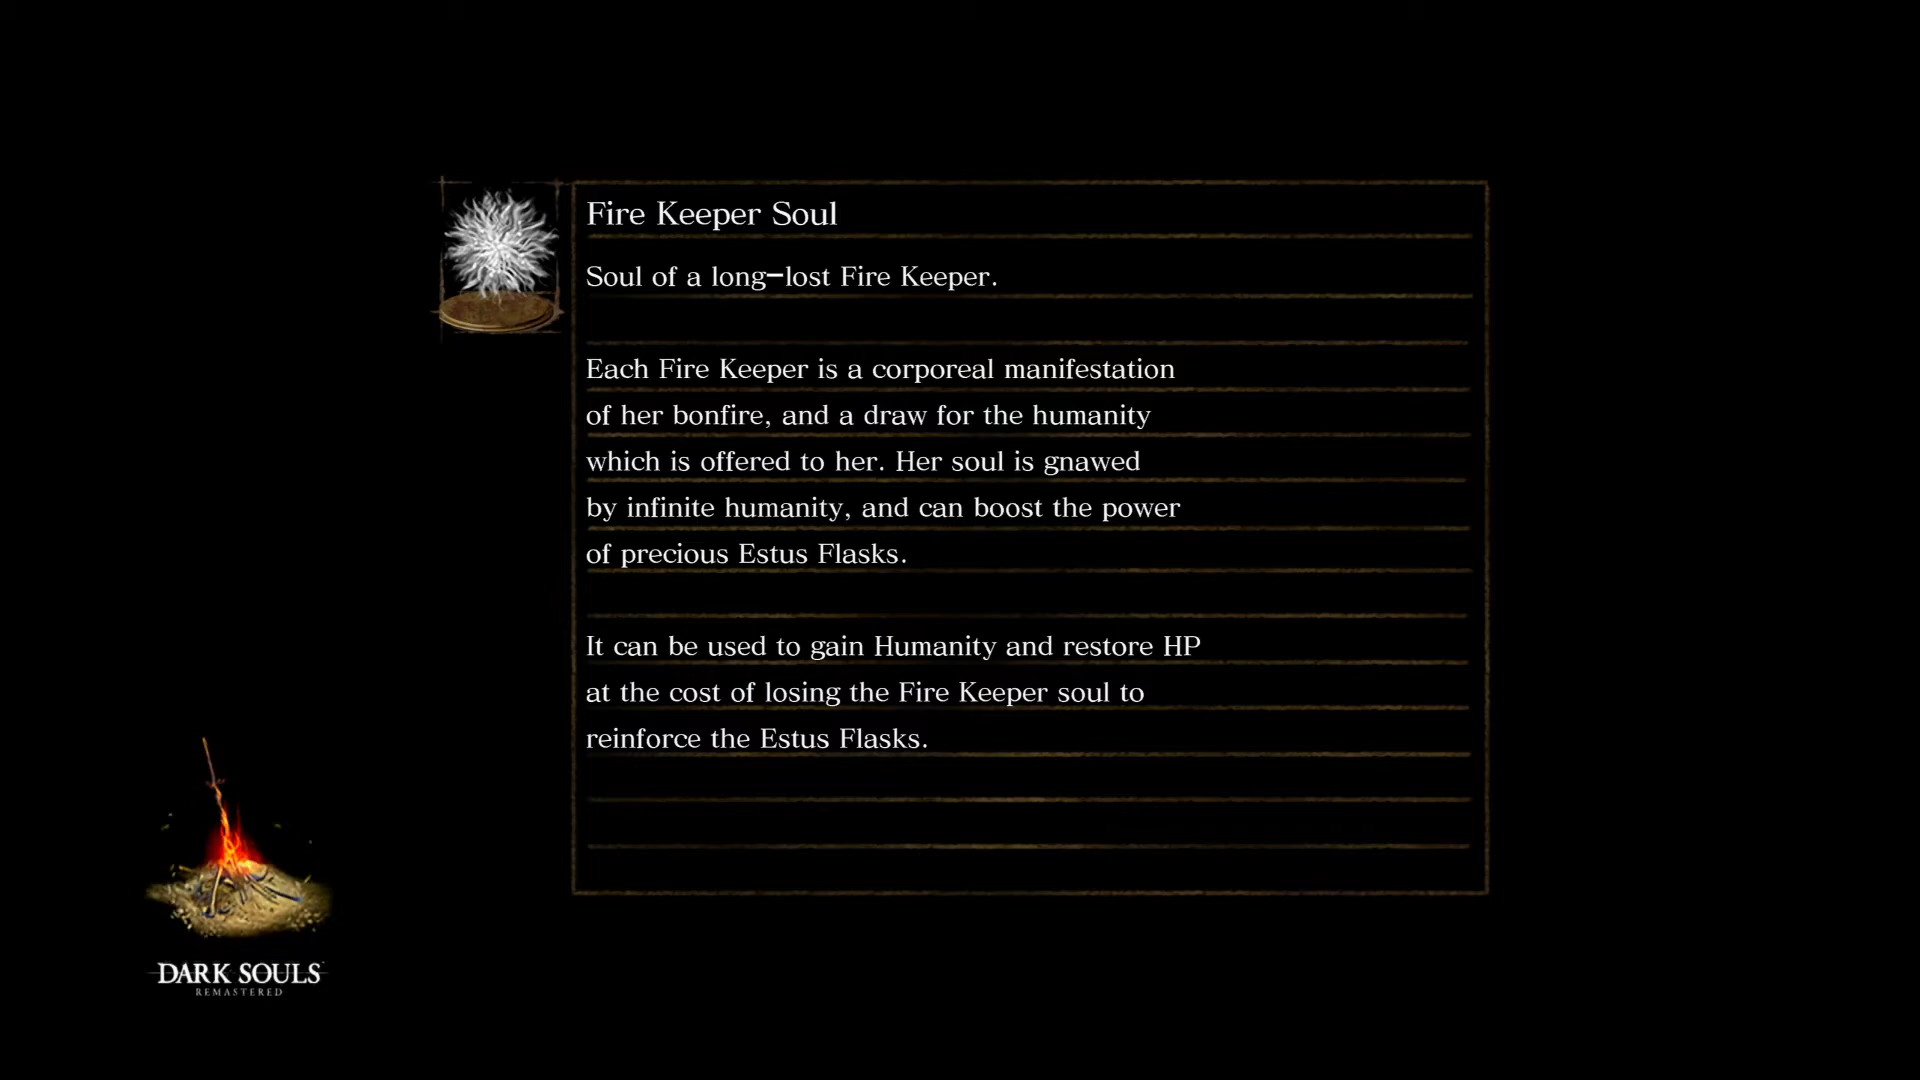 Fire Keeper Soul
Soul of a long-lost Fire Keeper.
Each Fire Keeper is a corporeal manifestation
of her bonfire, and a draw for the humanity
which is offered to her. Her soul is gnawed
by infinite humanity, and can boost the power
of precious Estus Flasks.
It can be used to gain Humanity and restore HP
at the cost of losing the Fire Keeper soul to
reinforce the Estus Flasks.
DARK SOULS
REMASTERED